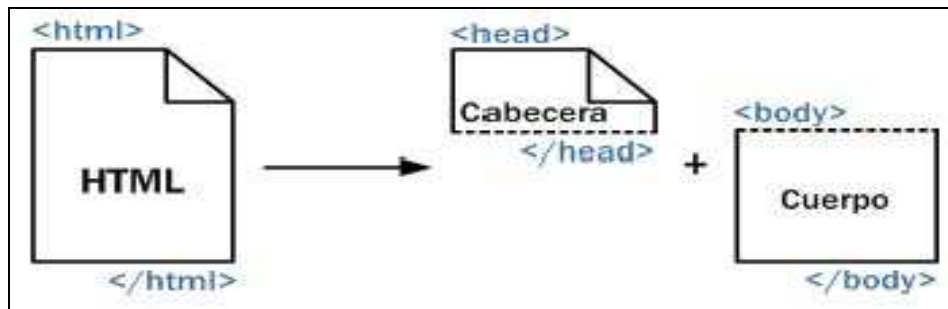 <html>
HTML
</html>
<head>
Cabecera
</head>
+
<body>
Cuerpo
</body>